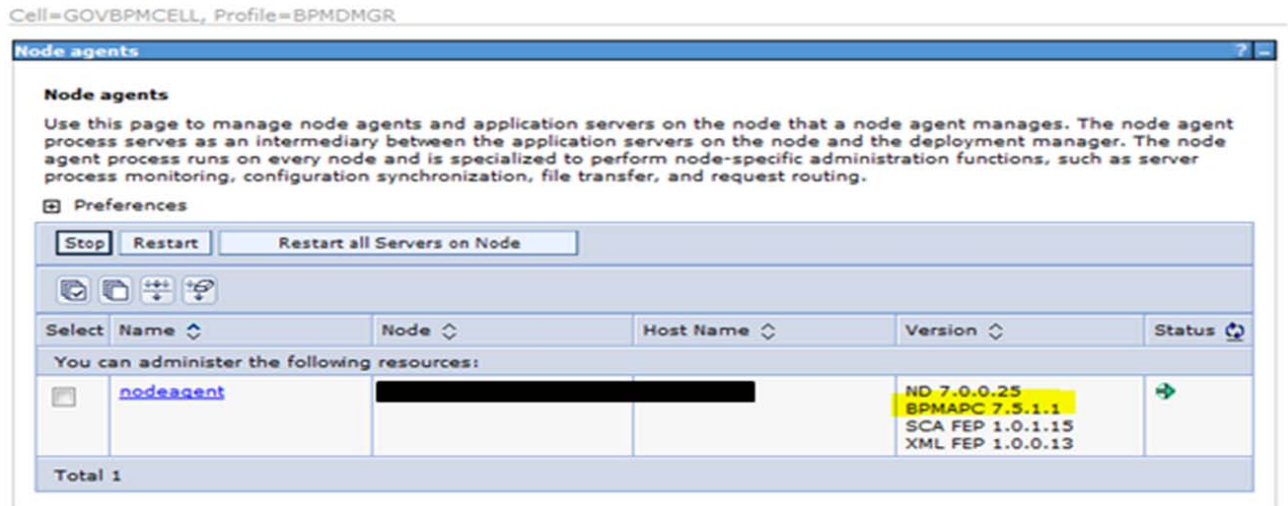 Cell=GOVBPMCELL, Profile=BPMDMGR
Node agents
? -
Node agents
Use this page to manage node agents and application servers on the node that a node agent manages. The node agent
process serves as an intermediary between the application servers on the node and the deployment manager. The node
agent process runs on every node and is specialized to perform node-specific administration functions, such as server
process monitoring, configuration synchronization, file transfer, and request routing.
Preferences
Stop Restart Restart all Servers on Node
Select Name Node Host Name Version Status
You can administer the following resources:
nodeagent ND 7.0.0.25
BPMAPC 7.5.1.1
SCA FEP 1.0.1.15
XML FEP 1.0.0.13
Total 1